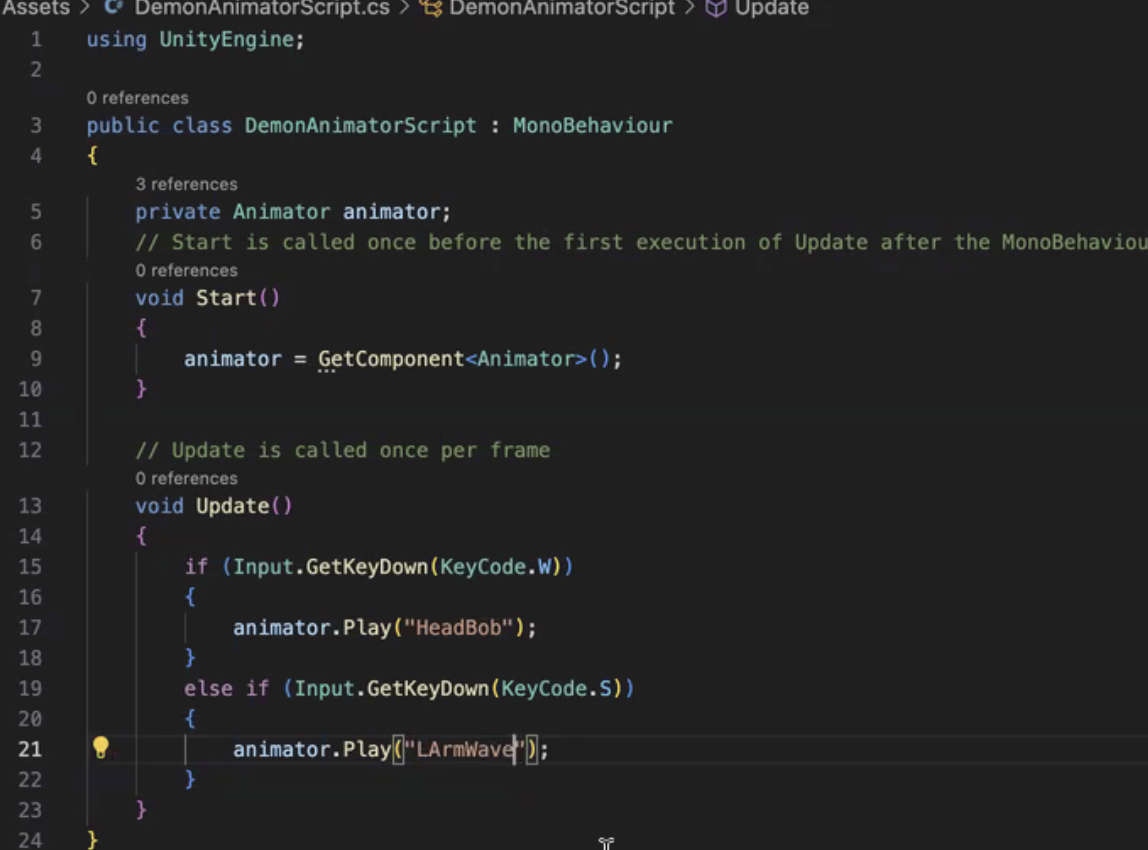 Assets > DemonAnimatorScript.cs > DemonAnimatorScript > Update
1 using UnityEngine;
2
0 references
3 public class DemonAnimatorScript : MonoBehaviour
4 {
3 references
5 private Animator animator;
6 // Start is called once before the first execution of Update after the MonoBehaviou
0 references
7 void Start()
8 {
9 animator = GetComponent<Animator>();
10 }
11
12 // Update is called once per frame
0 references
13 void Update()
14 {
15 if (Input.GetKeyDown(KeyCode.W))
16 {
17 animator.Play("HeadBob");
18 }
19 else if (Input.GetKeyDown(KeyCode.S))
20 {
21 animator.Play("LArmWave");
22 }
23 }
24 }